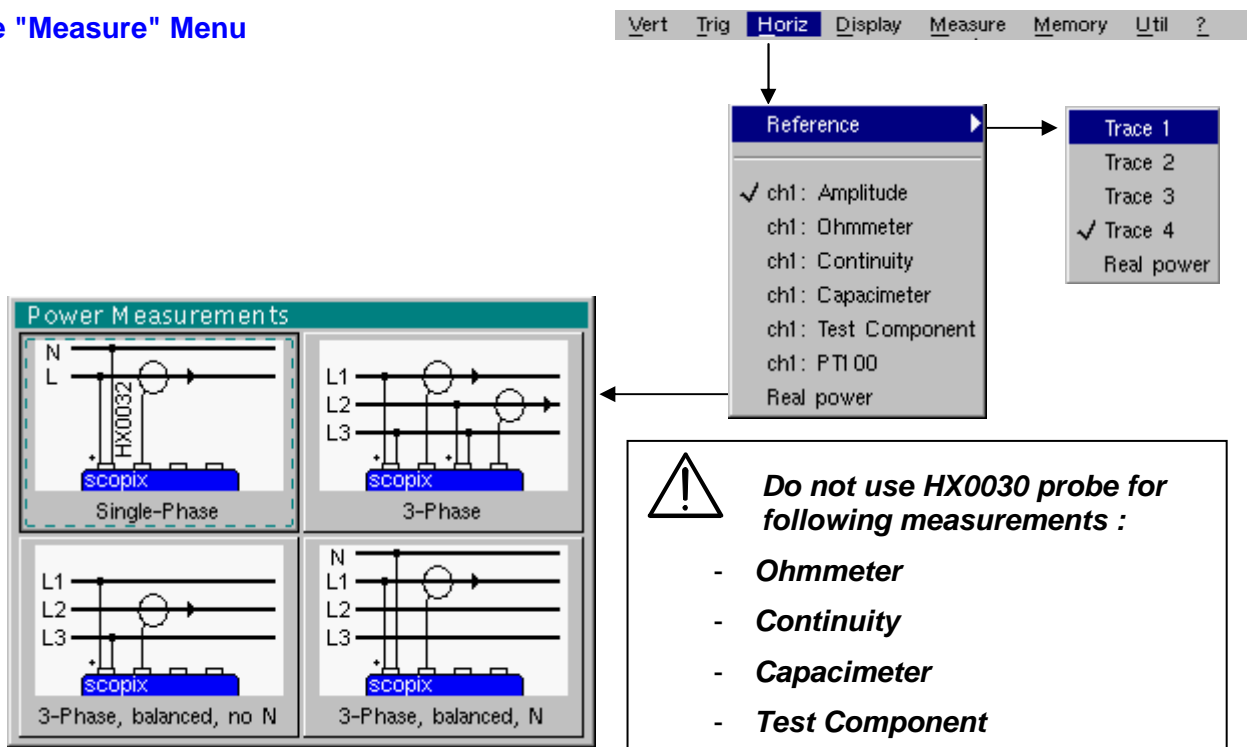 e "Measure" Menu
Vert Trig Horiz Display Measure Memory Util ?
Reference
ch1: Amplitude
ch1: Ohmmeter
ch1: Continuity
ch1: Capacimeter
ch1: Test Component
ch1: PT100
Real power
Trace 1
Trace 2
Trace 3
Trace 4
Real power
Power Measurements
N
L
HX0032
+
scopix
Single-Phase
L1
L2
L3
+ +
scopix
3-Phase
L1
L2
L3
+
scopix
3-Phase, balanced, no N
N
L1
L2
L3
+
scopix
3-Phase, balanced, N
Do not use HX0030 probe for
following measurements :
- Ohmmeter
- Continuity
- Capacimeter
- Test Component